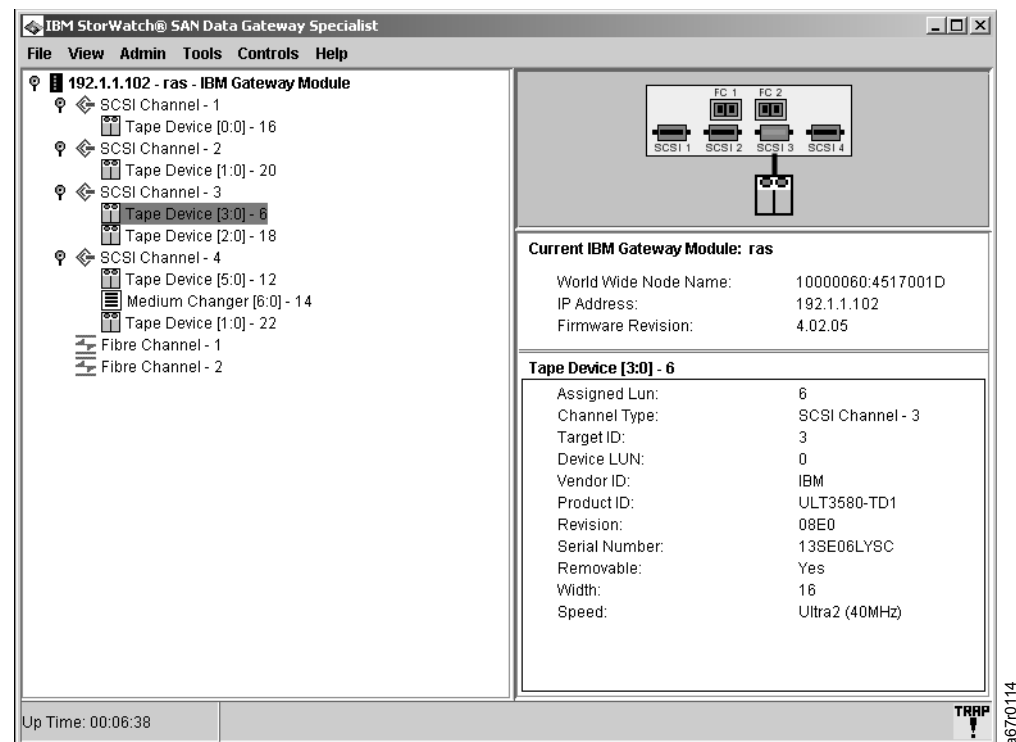 IBM StorWatch® SAN Data Gateway Specialist
File View Admin Tools Controls Help
192.1.1.102 - ras - IBM Gateway Module
SCSI Channel - 1
Tape Device [0:0] - 16
SCSI Channel - 2
Tape Device [1:0] - 20
SCSI Channel - 3
Tape Device [3:0] - 6
Tape Device [2:0] - 18
SCSI Channel - 4
Tape Device [5:0] - 12
Medium Changer [6:0] - 14
Tape Device [1:0] - 22
Fibre Channel - 1
Fibre Channel - 2
FC 1 FC 2
SCSI 1 SCSI 2 SCSI 3 SCSI 4
Current IBM Gateway Module: ras
World Wide Node Name: 10000060:4517001D
IP Address: 192.1.1.102
Firmware Revision: 4.02.05
Tape Device [3:0] - 6
Assigned Lun: 6
Channel Type: SCSI Channel - 3
Target ID: 3
Device LUN: 0
Vendor ID: IBM
Product ID: ULT3580-TD1
Revision: 08E0
Serial Number: 13SE06LYSC
Removable: Yes
Width: 16
Speed: Ultra2 (40MHz)
Up Time: 00:06:38
TRAP
!
a67r0114